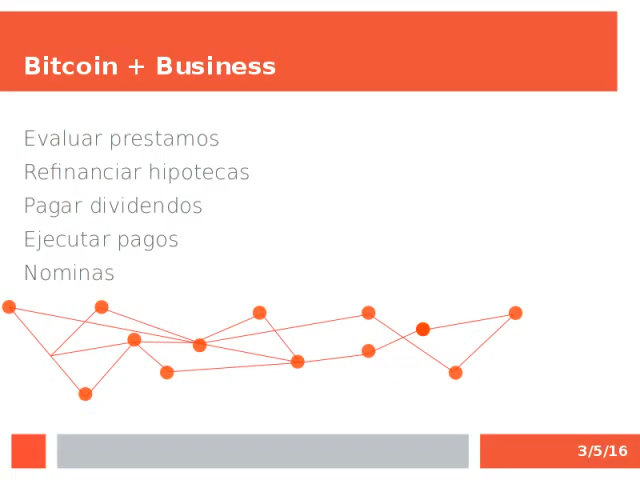 Bitcoin + Business
Evaluar prestamos
Refinanciar hipotecas
Pagar dividendos
Ejecutar pagos
Nominas
3/5/16